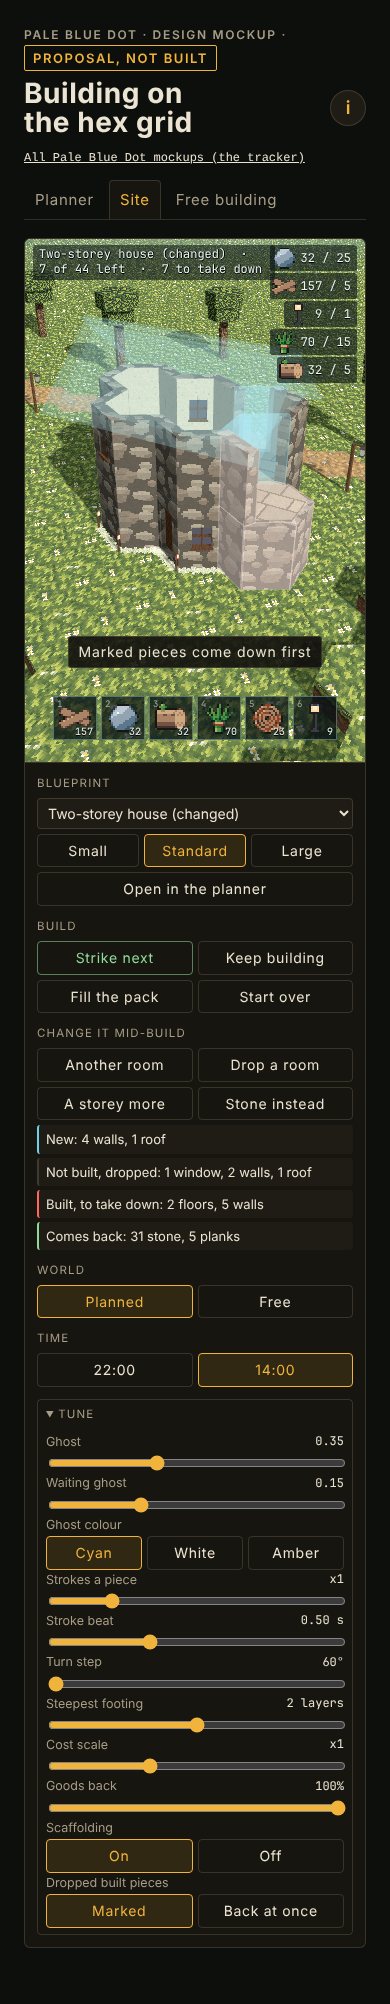 PALE BLUE DOT · DESIGN MOCKUP ·
PROPOSAL, NOT BUILT
Building on
the hex grid
i
All Pale Blue Dot mockups (the tracker)
Planner Site Free building
Two-storey house (changed) ·
7 of 44 left · 7 to take down
32 / 25
157 / 5
9 / 1
70 / 15
32 / 5
Marked pieces come down first
1 2 3 4 5 6
157 32 32 70 23 9
BLUEPRINT
Two-storey house (changed)
Small Standard Large
Open in the planner
BUILD
Strike next Keep building
Fill the pack Start over
CHANGE IT MID-BUILD
Another room Drop a room
A storey more Stone instead
New: 4 walls, 1 roof
Not built, dropped: 1 window, 2 walls, 1 roof
Built, to take down: 2 floors, 5 walls
Comes back: 31 stone, 5 planks
WORLD
Planned Free
TIME
22:00 14:00
▼ TUNE
Ghost 0.35
Waiting ghost 0.15
Ghost colour
Cyan White Amber
Strokes a piece x1
Stroke beat 0.50 s
Turn step 60°
Steepest footing 2 layers
Cost scale x1
Goods back 100%
Scaffolding
On Off
Dropped built pieces
Marked Back at once